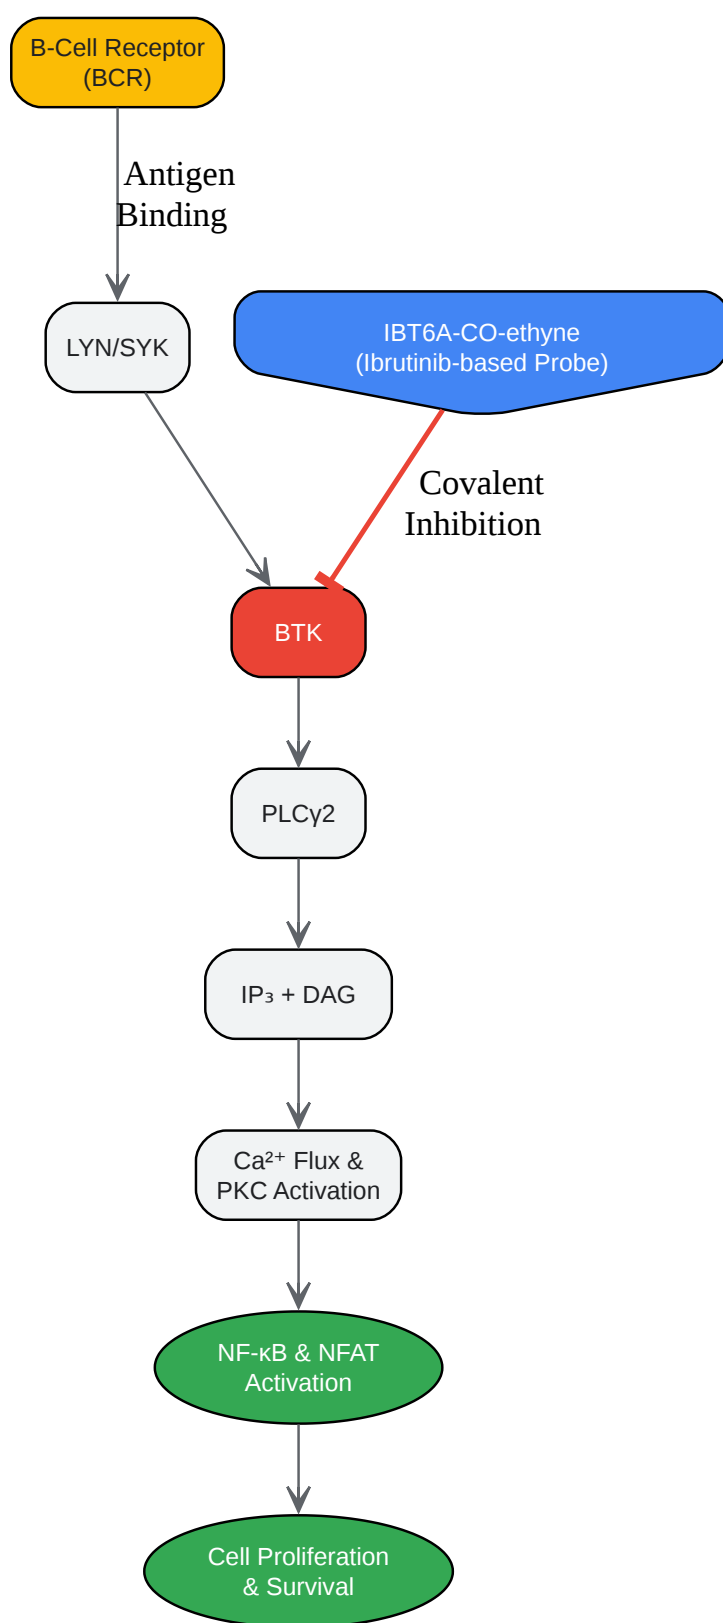 B-Cell Receptor
(BCR)
Antigen
Binding
LYN/SYK
IBT6A-CO-ethyne
(Ibrutinib-based Probe)
Covalent
Inhibition
BTK
PLCγ2
IP₃ + DAG
Ca²⁺ Flux &
PKC Activation
NF-κB & NFAT
Activation
Cell Proliferation
& Survival